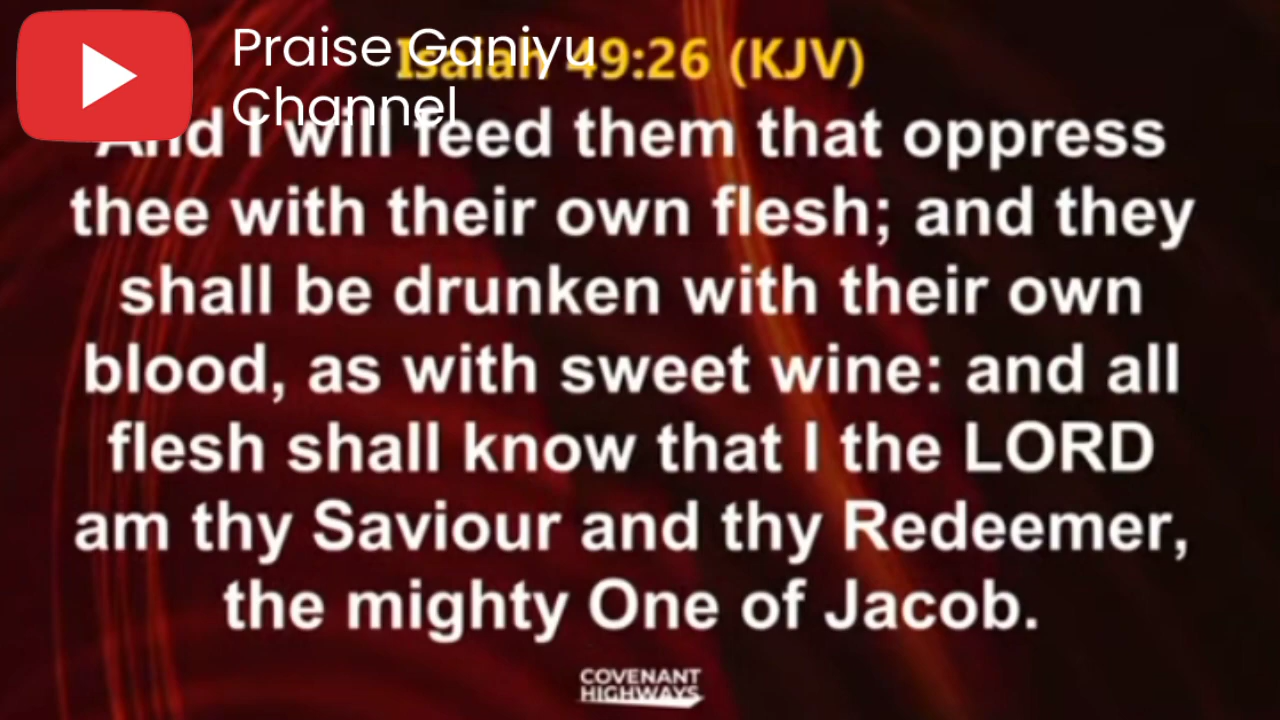 Praise Ganiyu
Channel
Isaiah 49:26 (KJV)
And I will feed them that oppress
thee with their own flesh; and they
shall be drunken with their own
blood, as with sweet wine: and all
flesh shall know that I the LORD
am thy Saviour and thy Redeemer,
the mighty One of Jacob.
COVENANT
HIGHWAYS